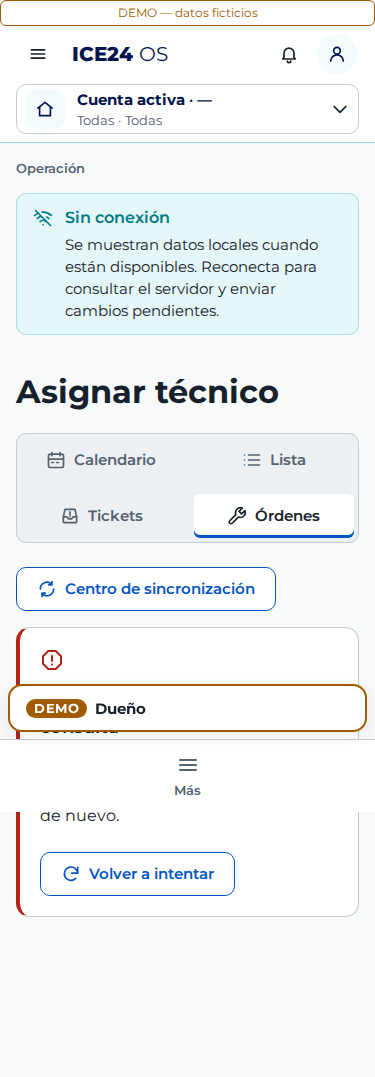 DEMO — datos ficticios
ICE24 OS
Cuenta activa · —
Todas · Todas
Operación
Sin conexión
Se muestran datos locales cuando
están disponibles. Reconecta para
consultar el servidor y enviar
cambios pendientes.
Asignar técnico
Calendario
Lista
Tickets
Órdenes
Centro de sincronización
DEMO Dueño
Más
de nuevo.
Volver a intentar